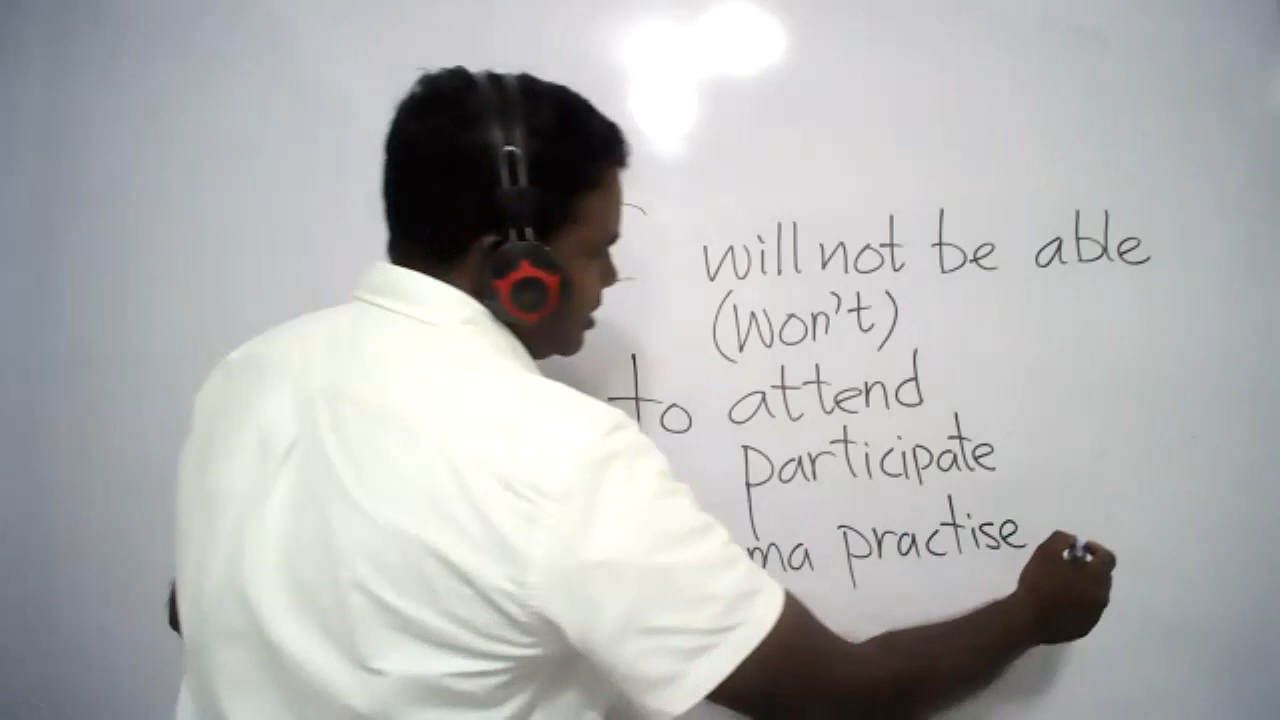 will not be able
(Won't)
to attend
participate
practise